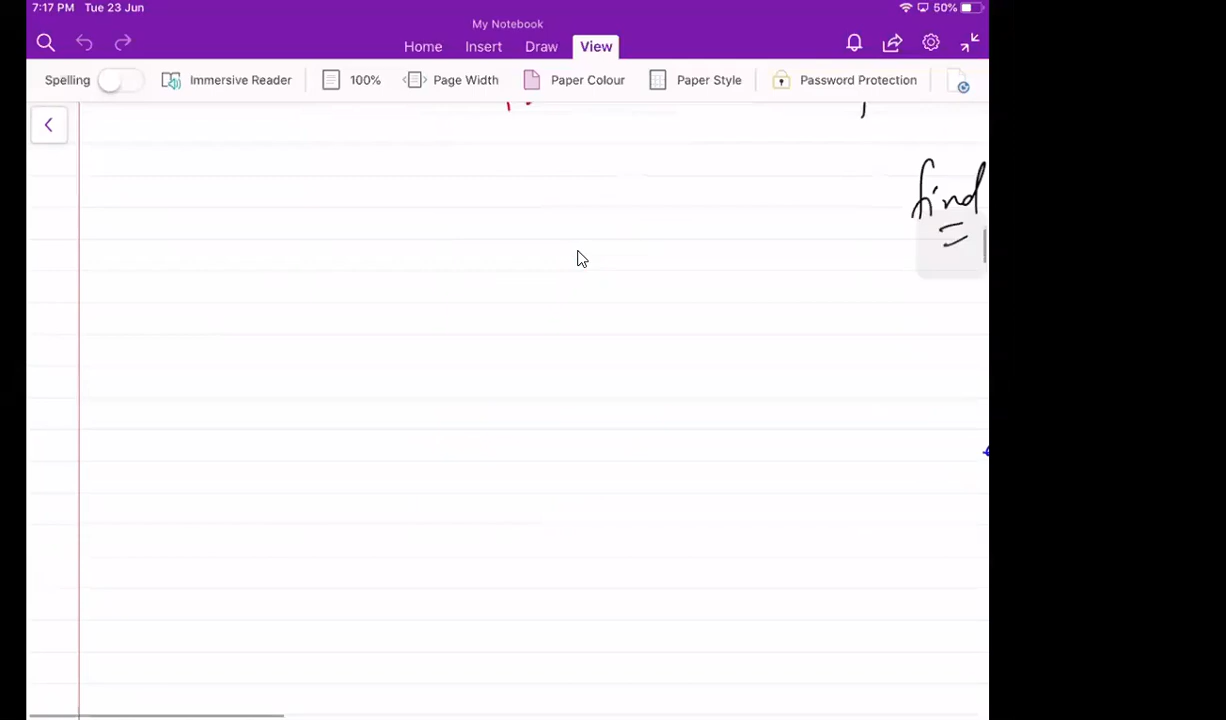 7:17 PM Tue 23 Jun 50%
My Notebook
Home Insert Draw View
Spelling Immersive Reader 100% Page Width Paper Colour Paper Style Password Protection
find